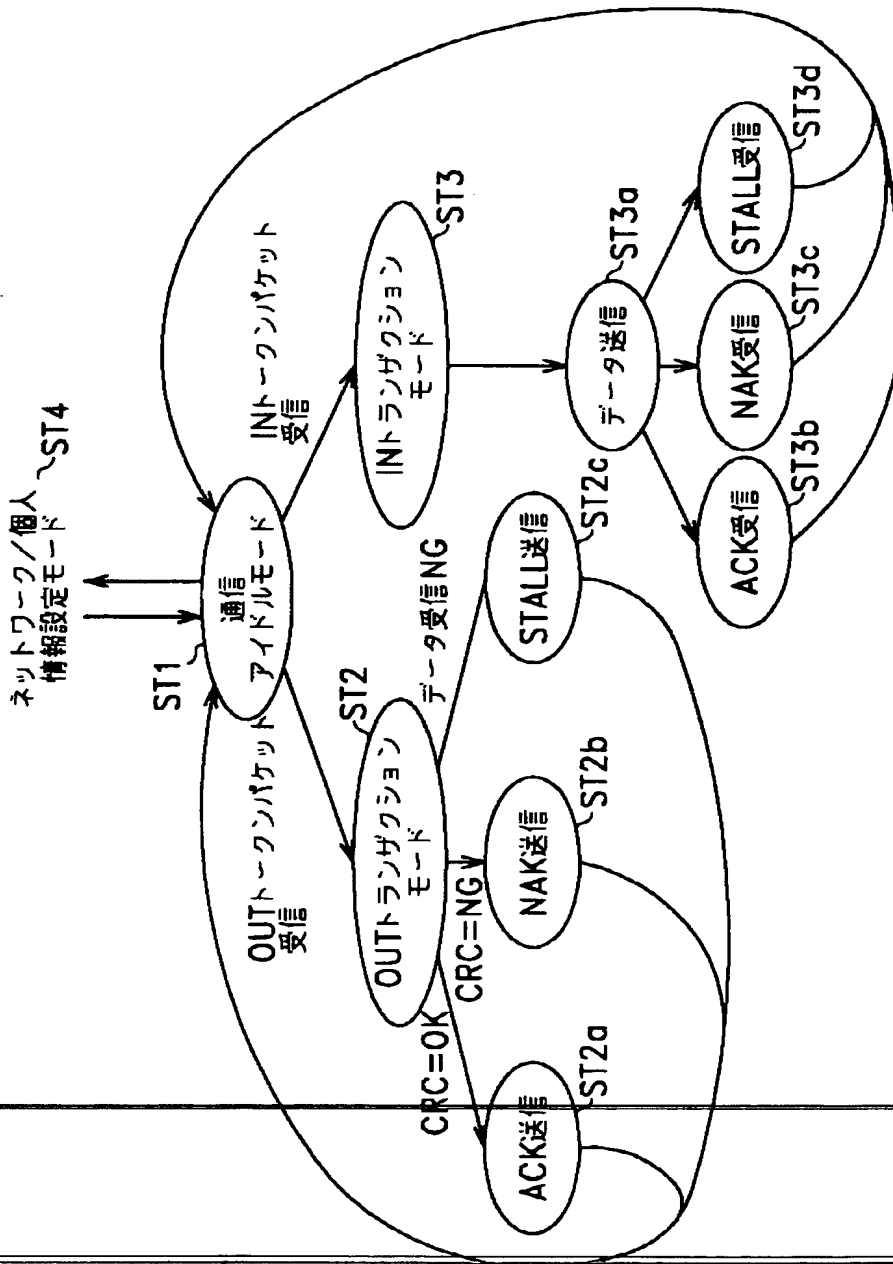 ネットワーク/個人
情報設定モード
ST4
ST1
通信
アイドルモード
OUTトークンパケット
受信
INトークンパケット
受信
ST2
OUTトランザクション
モード
ST3
INトランザクション
モード
CRC=OK
CRC=NG
データ受信NG
ACK送信
ST2a
NAK送信
ST2b
STALL送信
ST2c
データ送信
ST3a
ACK受信
ST3b
NAK受信
ST3c
STALL受信
ST3d